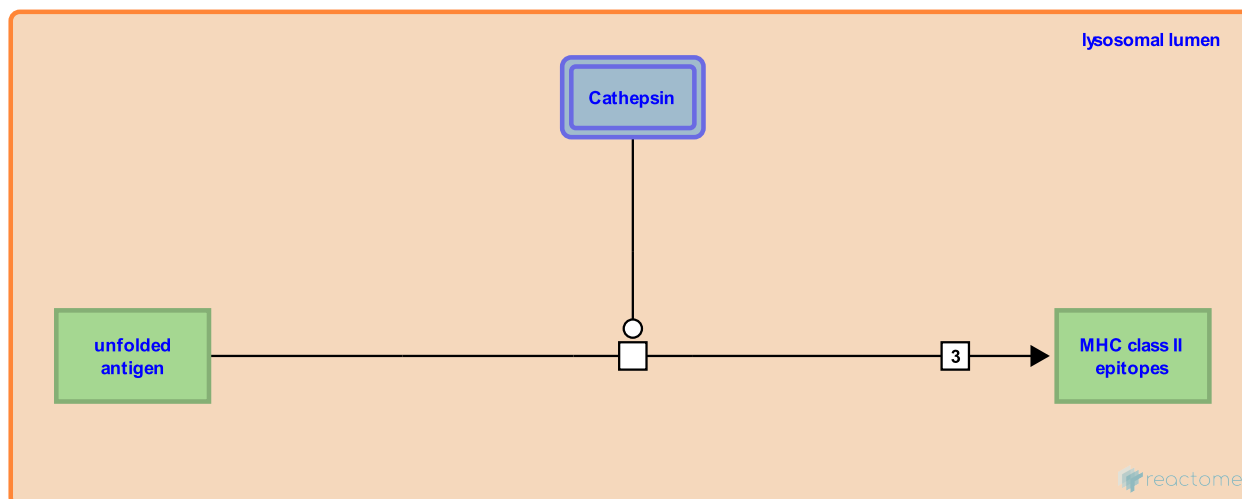 lysosomal lumen
Cathepsin
unfolded
antigen
3
MHC class II
epitopes
reactome